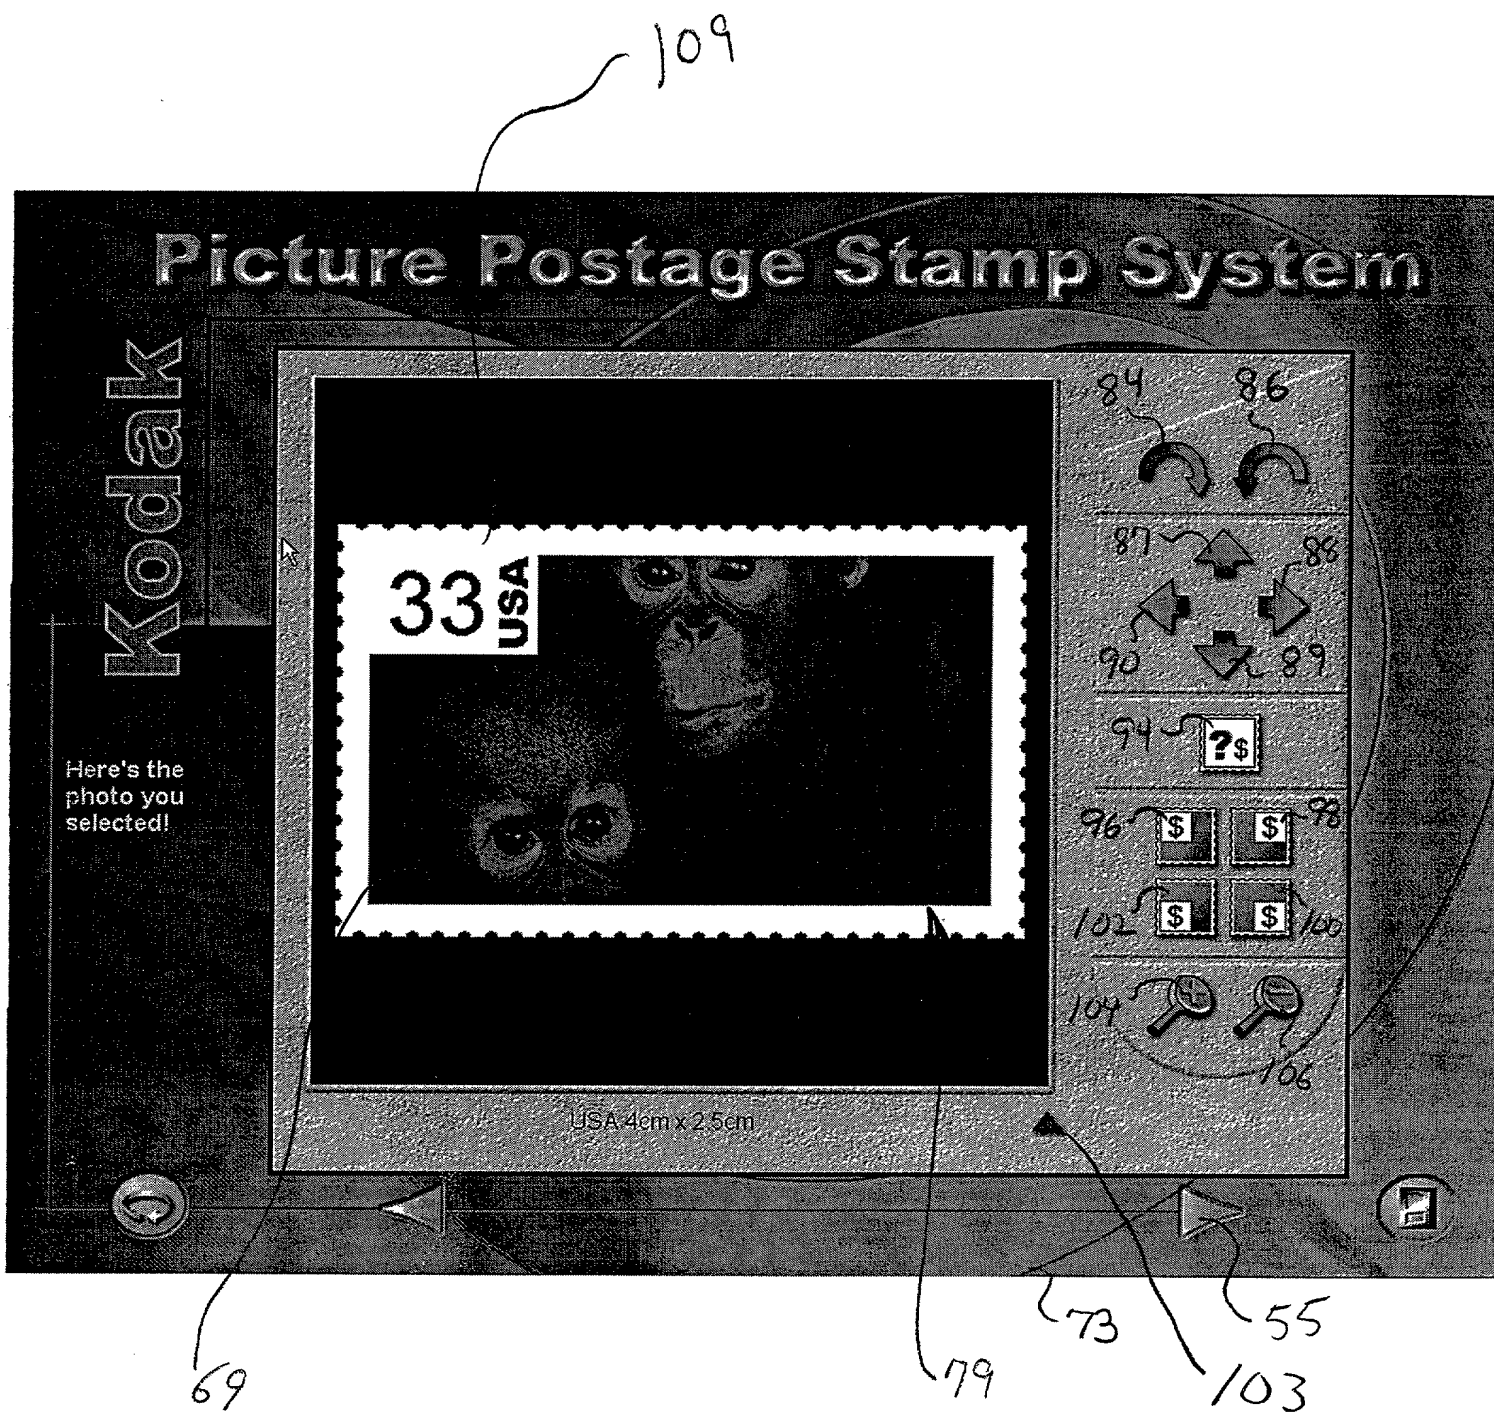 109
Picture Postage Stamp System
Kodak
84 86
33 USA
87 88
90 89
94 ?$
Here's the
photo you
selected!
96 $ $ 98
102 $ $ 100
104
106
USA 4cm x 2.5cm
73 55
69 79 103